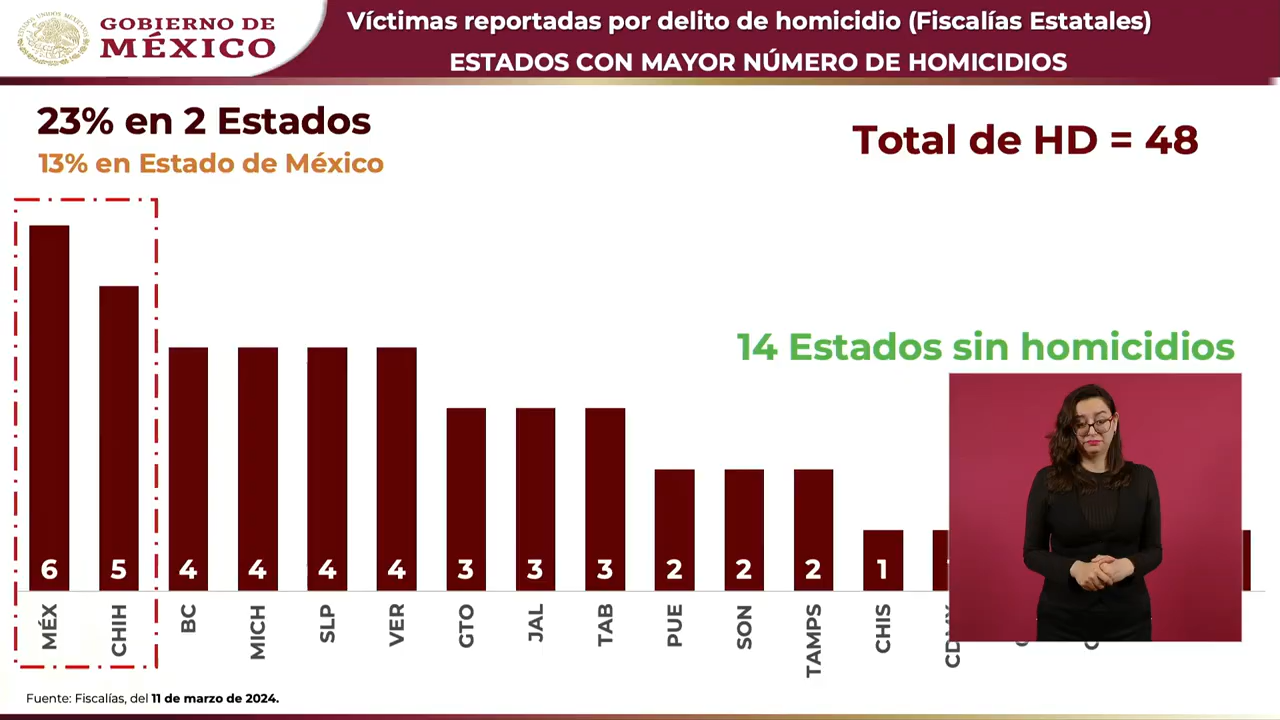 GOBIERNO DE
MÉXICO
Víctimas reportadas por delito de homicidio (Fiscalías Estatales)
ESTADOS CON MAYOR NÚMERO DE HOMICIDIOS
23% en 2 Estados
13% en Estado de México
Total de HD = 48
14 Estados sin homicidios
6 5 4 4 4 4 3 3 3 2 2 2 1
MÉX CHIH BC MICH SLP VER GTO JAL TAB PUE SON TAMPS CHIS CDMX
Fuente: Fiscalías, del 11 de marzo de 2024.